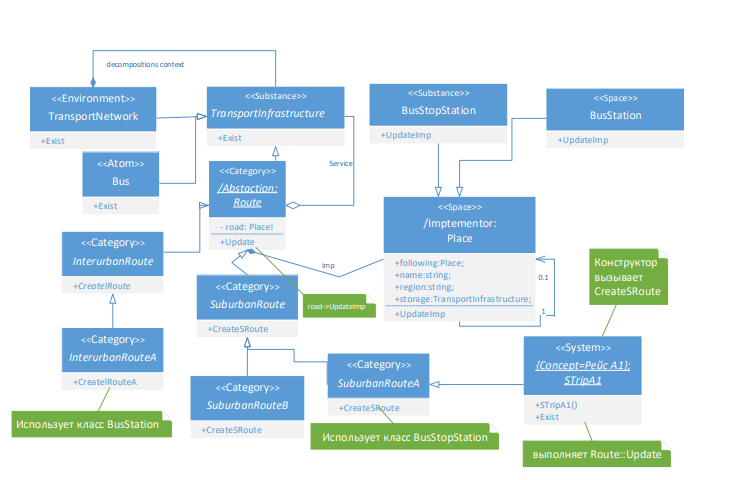 decompositions context
<<Environment>>
TransportNetwork
+Exist
<<Substance>>
TransportInfrastructure
+Exist
<<Substance>>
BusStopStation
+UpdateImp
<<Space>>
BusStation
+UpdateImp
<<Atom>>
Bus
+Exist
Service
<<Category>>
/Abstaction:
Route
- road: PlaceI
+Update
<<Space>>
/Imptementor:
Place
+following:Place;
+name:string;
+region:string;
+storage:TransportInfrastructure;
+UpdateImp
0.1
1
imp
<<Category>>
InterurbanRoute
+CreateIRoute
<<Category>>
SuburbanRoute
+CreateSRoute
road->UpdateImp
Конструктор
вызывает
CreateSRoute
<<Category>>
InterurbanRouteA
+CreateIRouteA
<<Category>>
SuburbanRouteB
+CreateSRoute
<<Category>>
SuburbanRouteA
+CreateSRoute
<<System>>
{Concept=Рейс A1}:
STripA1
+STripA1()
+Exist
Использует класс BusStation
Использует класс BusStopStation
выполняет Route::Update